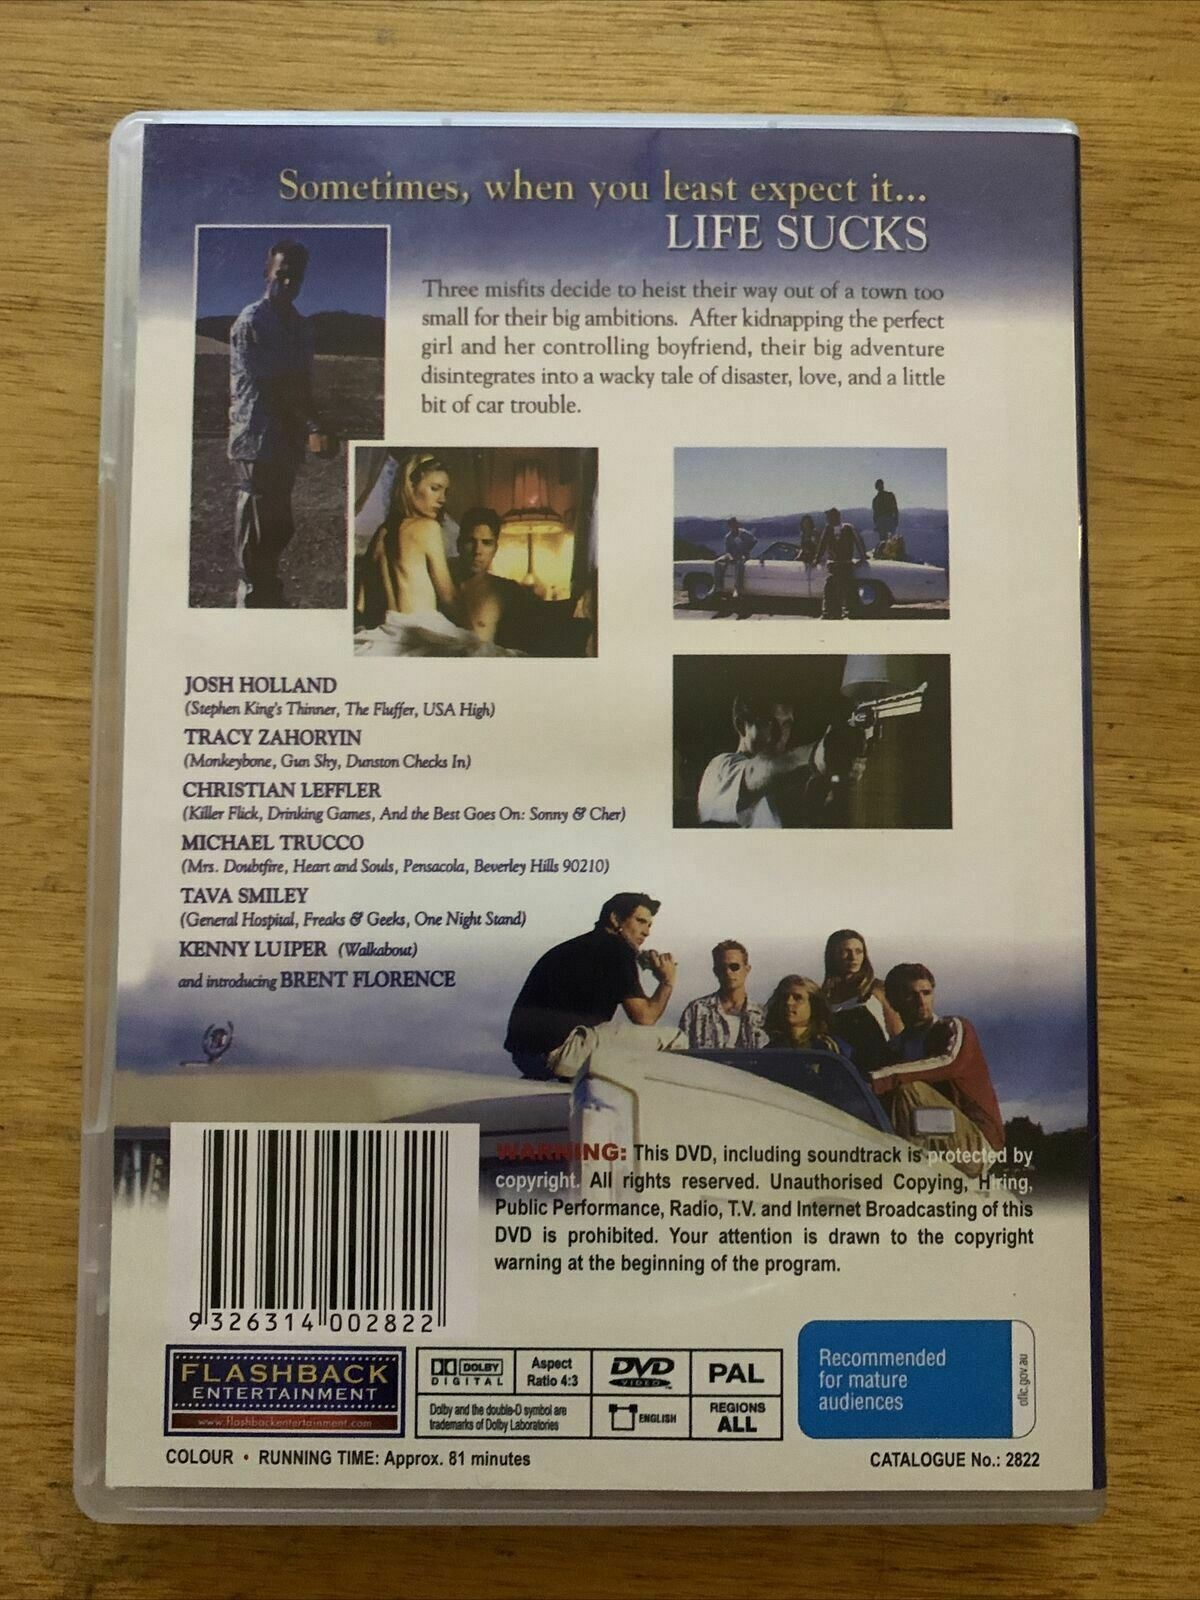 Sometimes, when you least expect it...
LIFE SUCKS
Three misfits decide to heist their way out of a town too
small for their big ambitions. After kidnapping the perfect
girl and her controlling boyfriend, their big adventure
disintegrates into a wacky tale of disaster, love, and a little
bit of car trouble.
JOSH HOLLAND
(Stephen King's Thinner, The Fluffer, USA High)
TRACY ZAHORYIN
(Monkeybone, Gun Shy, Dunston Checks In)
CHRISTIAN LEFFLER
(Killer Flick, Drinking Games, And the Best Goes On: Sonny & Cher)
MICHAEL TRUCCO
(Mrs. Doubtfire, Heart and Souls, Pensacola, Beverley Hills 90210)
TAVA SMILEY
(General Hospital, Freaks & Geeks, One Night Stand)
KENNY LUIPER (Walkabout)
and introducing BRENT FLORENCE
WARNING: This DVD, including soundtrack is protected by
copyright. All rights reserved. Unauthorised Copying, Hiring,
Public Performance, Radio, T.V. and Internet Broadcasting of this
DVD is prohibited. Your attention is drawn to the copyright
warning at the beginning of the program.
9 326314 002822
FLASHBACK
ENTERTAINMENT
www.flashbackentertainment.com
DOLBY
DIGITAL
Aspect
Ratio 4:3
DVD
VIDEO
PAL
Dolby and the double-D symbol are
trademarks of Dolby Laboratories
ENGLISH
REGIONS
ALL
Recommended
for mature
audiences
oflc.gov.au
COLOUR • RUNNING TIME: Approx. 81 minutes
CATALOGUE No.: 2822